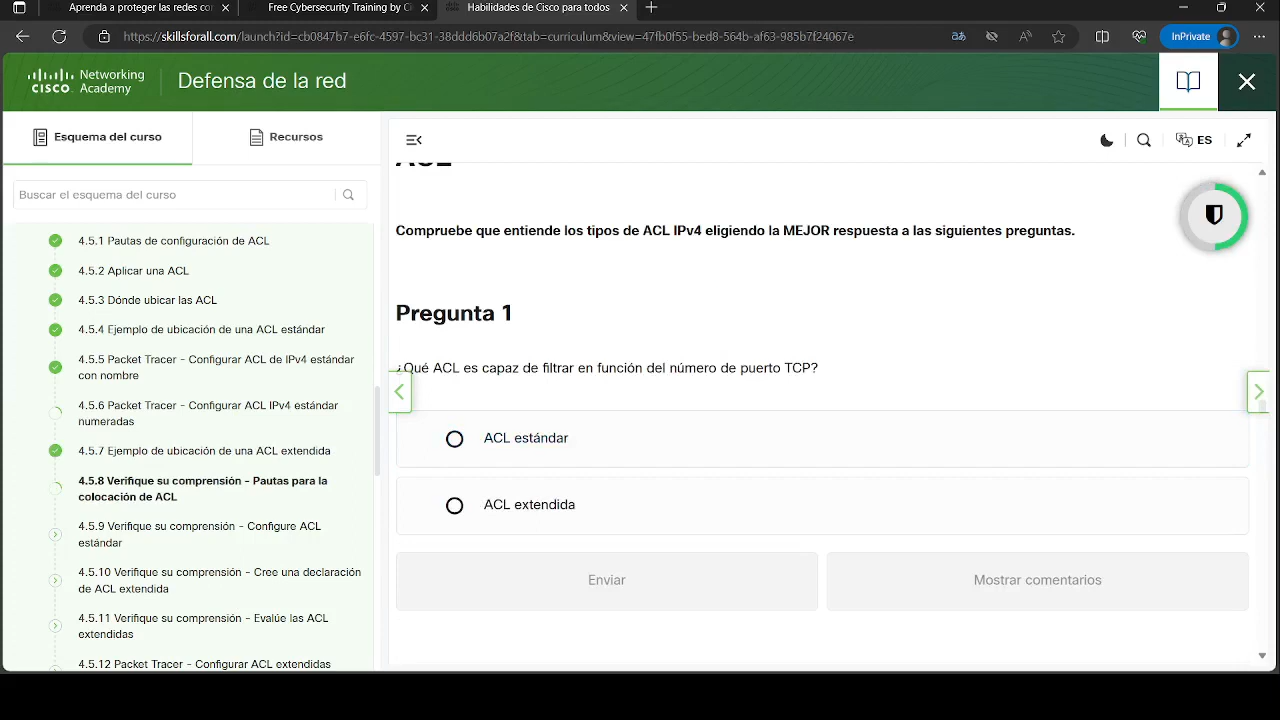 Aprenda a proteger las redes cor
Free Cybersecurity Training by Ci
Habilidades de Cisco para todos
https://skillsforall.com/launch?id=cb0847b7-e6fc-4597-bc31-38ddd6b07a2f&tab=curriculum&view=47fb0f55-bed8-564b-af63-985b7f24067e
InPrivate
Networking
CISCO Academy
Defensa de la red
Esquema del curso
Recursos
ES
Buscar el esquema del curso
4.5.1 Pautas de configuración de ACL
4.5.2 Aplicar una ACL
4.5.3 Dónde ubicar las ACL
4.5.4 Ejemplo de ubicación de una ACL estándar
4.5.5 Packet Tracer - Configurar ACL de IPv4 estándar
con nombre
4.5.6 Packet Tracer - Configurar ACL IPv4 estándar
numeradas
4.5.7 Ejemplo de ubicación de una ACL extendida
4.5.8 Verifique su comprensión - Pautas para la
colocación de ACL
4.5.9 Verifique su comprensión - Configure ACL
estándar
4.5.10 Verifique su comprensión - Cree una declaración
de ACL extendida
4.5.11 Verifique su comprensión - Evalúe las ACL
extendidas
4.5.12 Packet Tracer - Configurar ACL extendidas
ACL
Compruebe que entiende los tipos de ACL IPv4 eligiendo la MEJOR respuesta a las siguientes preguntas.
Pregunta 1
¿Qué ACL es capaz de filtrar en función del número de puerto TCP?
ACL estándar
ACL extendida
Enviar
Mostrar comentarios